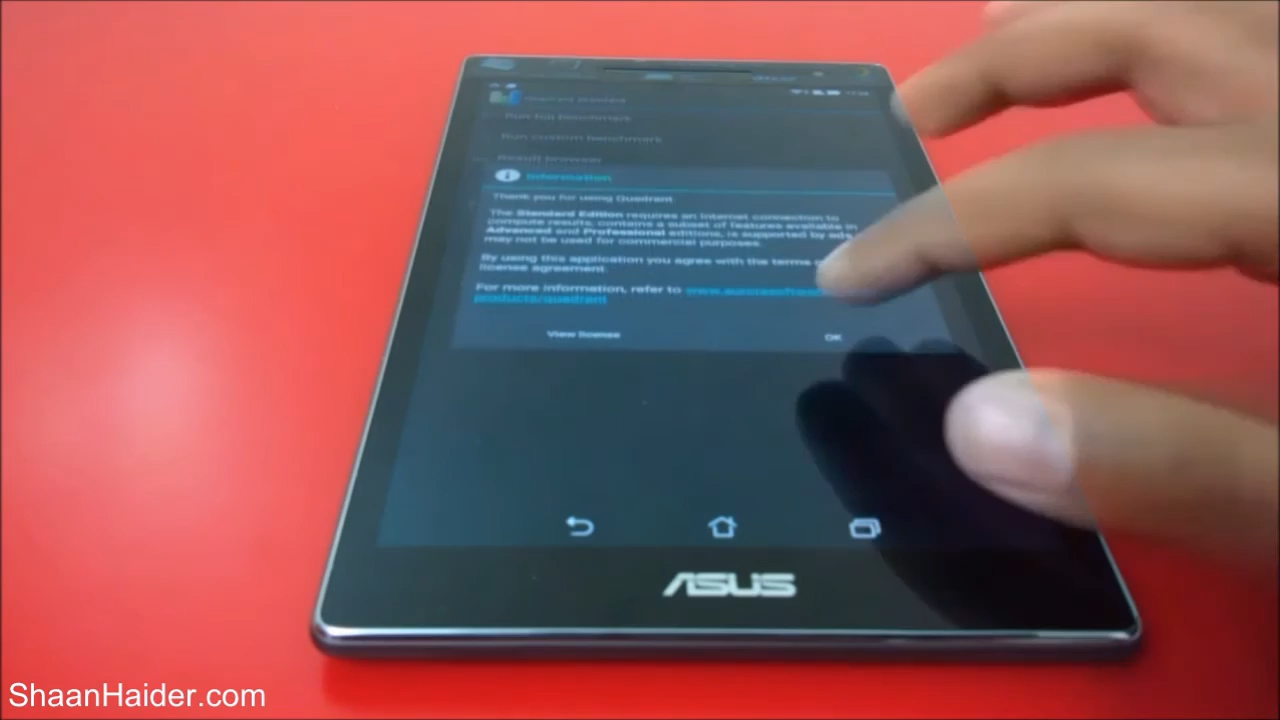 Quadrant Standard
Run full benchmark
Run custom benchmark
Result browser
Information
Thank you for using Quadrant.
The Standard Edition requires an Internet connection to
compute results, contains a subset of features available in
Advanced and Professional editions, is supported by ads,
may not be used for commercial purposes.
By using this application you agree with the terms
license agreement.
For more information, refer to
products/quadrant
View license
OK
ASUS
ShaanHaider.com